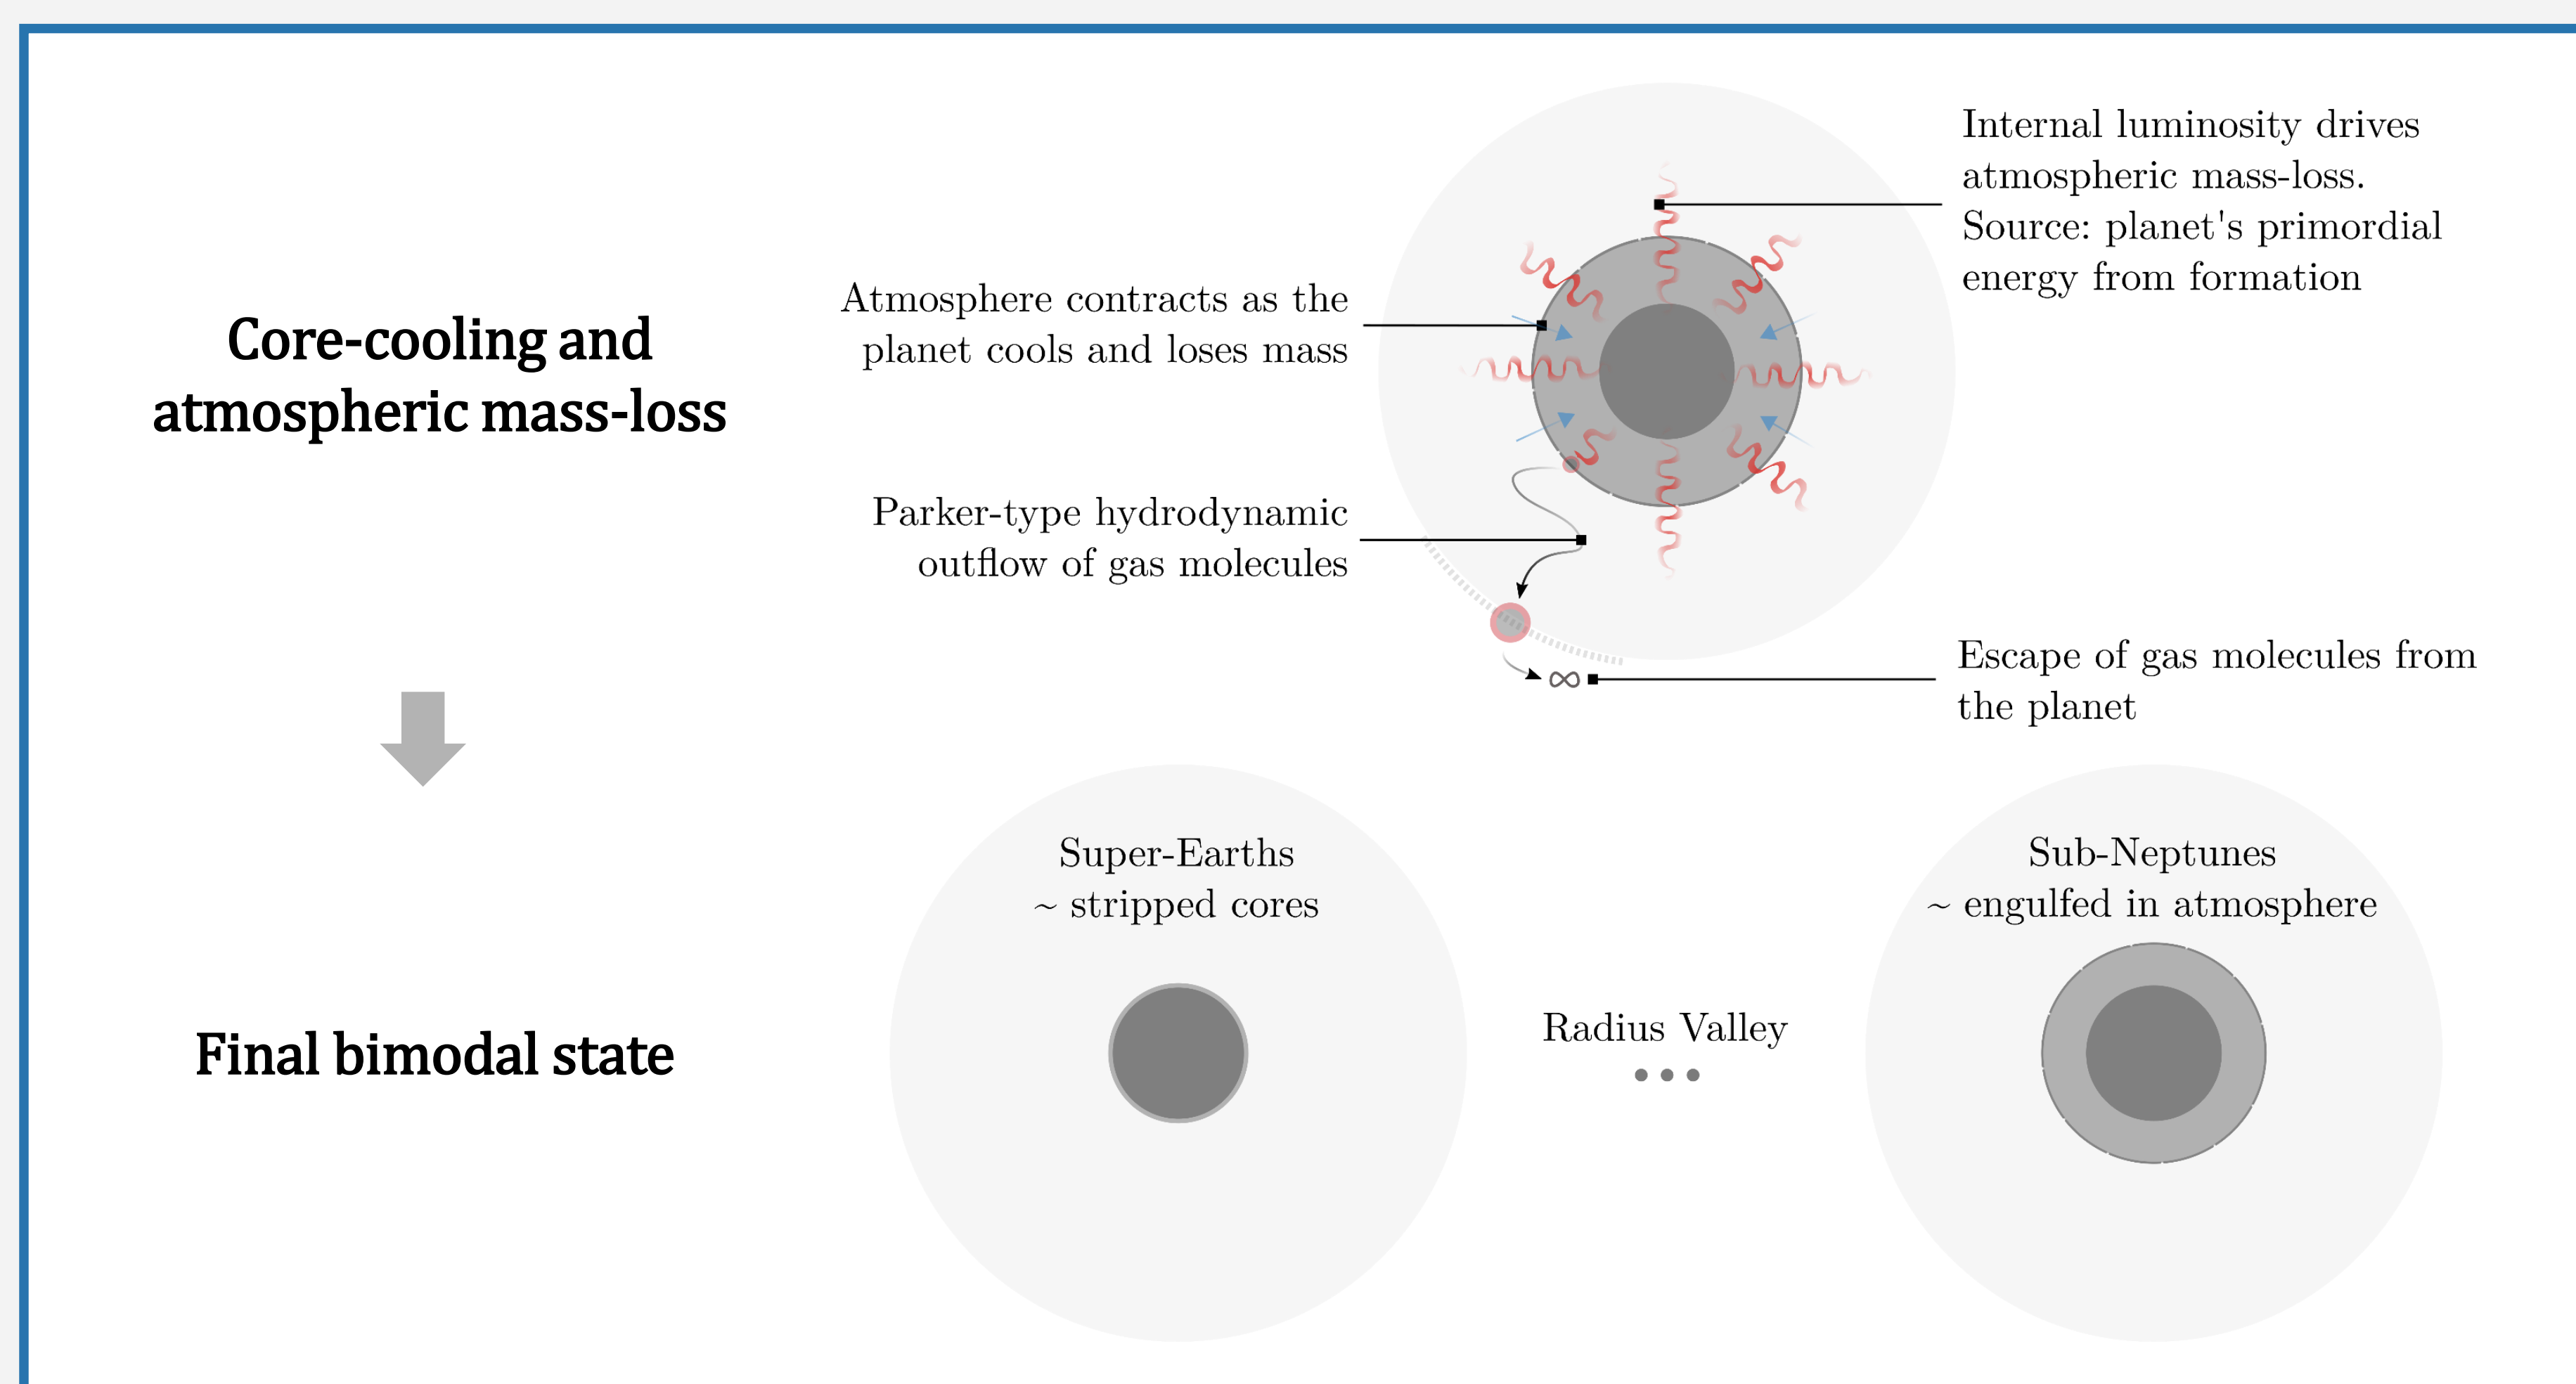 Internal luminosity drives
atmospheric mass-loss.
Source: planet's primordial
energy from formation
Atmosphere contracts as the
planet cools and loses mass
Core-cooling and
atmospheric mass-loss
Parker-type hydrodynamic
outflow of gas molecules
∞
Escape of gas molecules from
the planet
Super-Earths
~ stripped cores
Sub-Neptunes
~ engulfed in atmosphere
Radius Valley
Final bimodal state